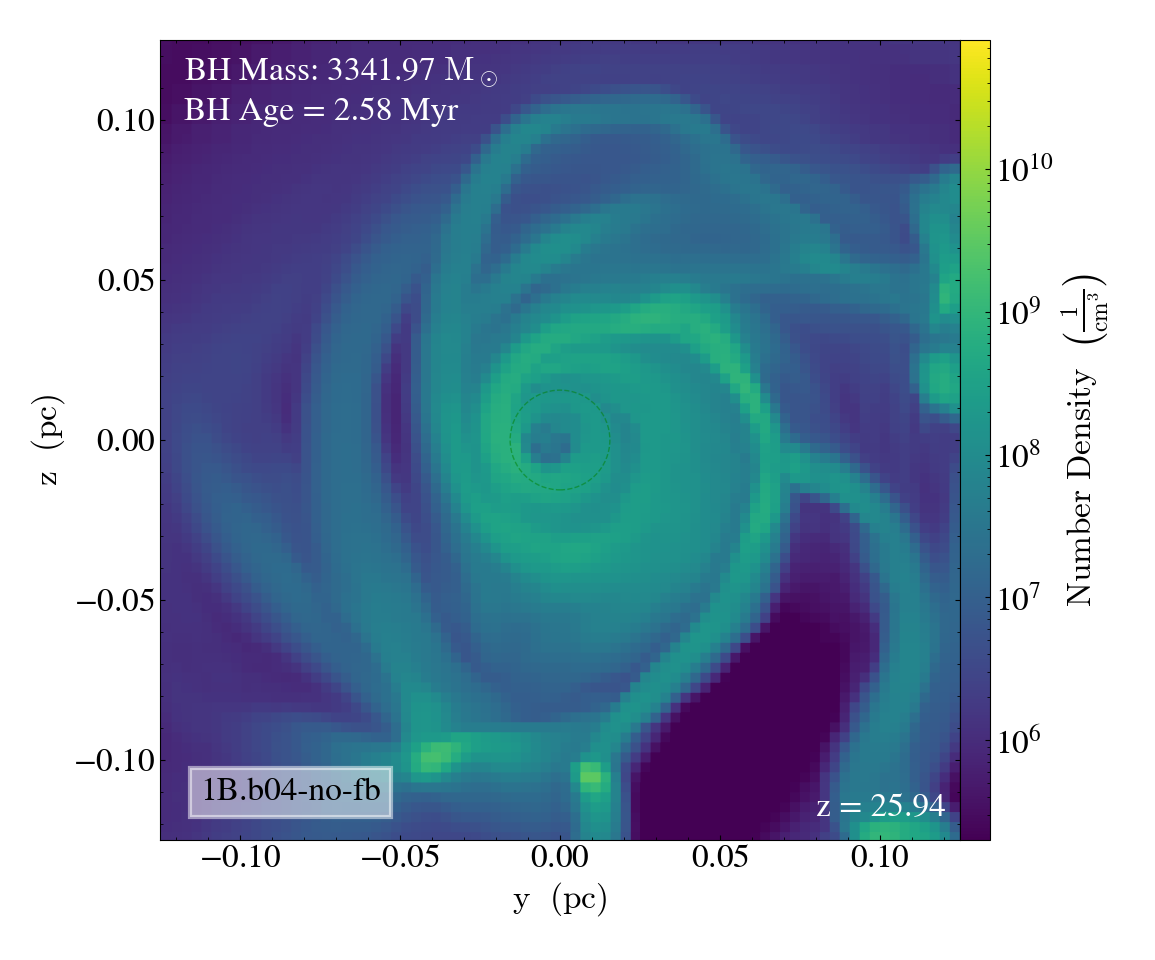 BH Mass: 3341.97 M⊙
BH Age = 2.58 Myr
0.10
0.05
0.00
−0.05
−0.10
z (pc)
1B.b04-no-fb
z = 25.94
−0.10 −0.05 0.00 0.05 0.10
y (pc)
10¹⁰
10⁹
10⁸
10⁷
10⁶
Number Density (1/cm³)